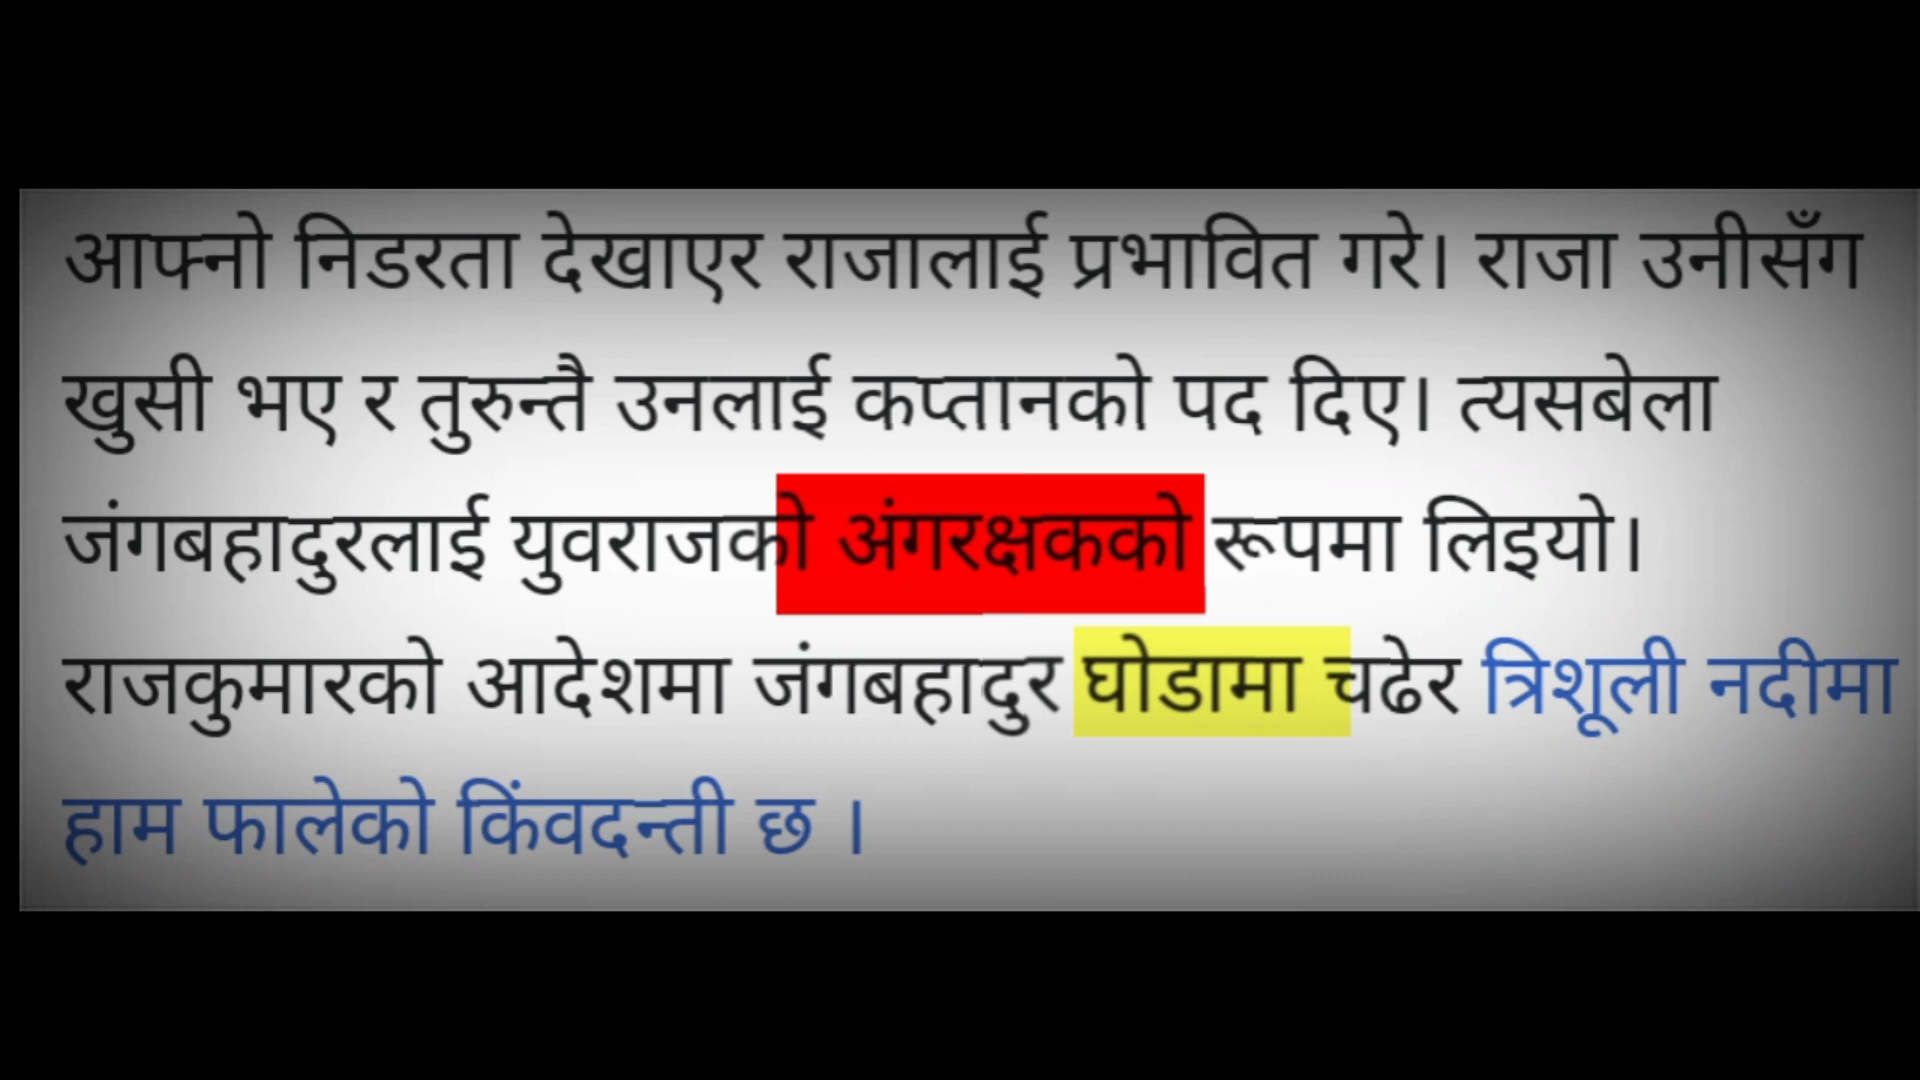 आफ्नो निडरता देखाएर राजालाई प्रभावित गरे। राजा उनीसँग
खुसी भए र तुरुन्तै उनलाई कप्तानको पद दिए। त्यसबेला
जंगबहादुरलाई युवराजको अंगरक्षकको रूपमा लिइयो।
राजकुमारको आदेशमा जंगबहादुर घोडामा चढेर त्रिशूली नदीमा
हाम फालेको किंवदन्ती छ ।